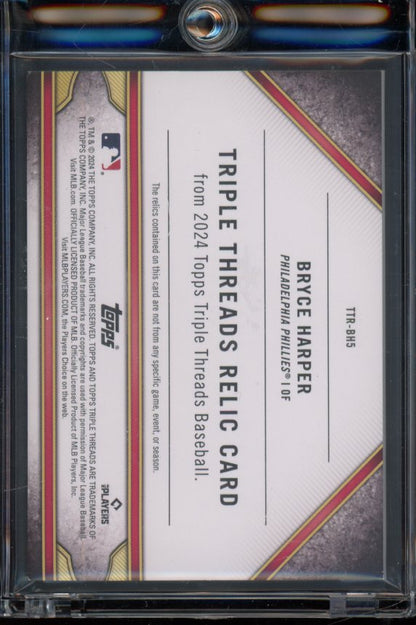 TTR-BH5
BRYCE HARPER
PHILADELPHIA PHILLIES® | OF
TRIPLE THREADS RELIC CARD
from 2024 Topps Triple Threads Baseball.
The relics contained on this card are not from any specific game, event, or season.
topps®
MLB PLAYERS
®, TM & © 2024 THE TOPPS COMPANY, INC. ALL RIGHTS RESERVED. TOPPS AND TOPPS TRIPLE THREADS ARE TRADEMARKS OF
THE TOPPS COMPANY, INC. Major League Baseball trademarks and copyrights are used with permission of Major League Baseball.
Visit MLB.com. OFFICIALLY LICENSED PRODUCT OF MLB. Officially Licensed Product of MLB Players, Inc.
Visit MLBPLAYERS.COM, the Players Choice on the web.